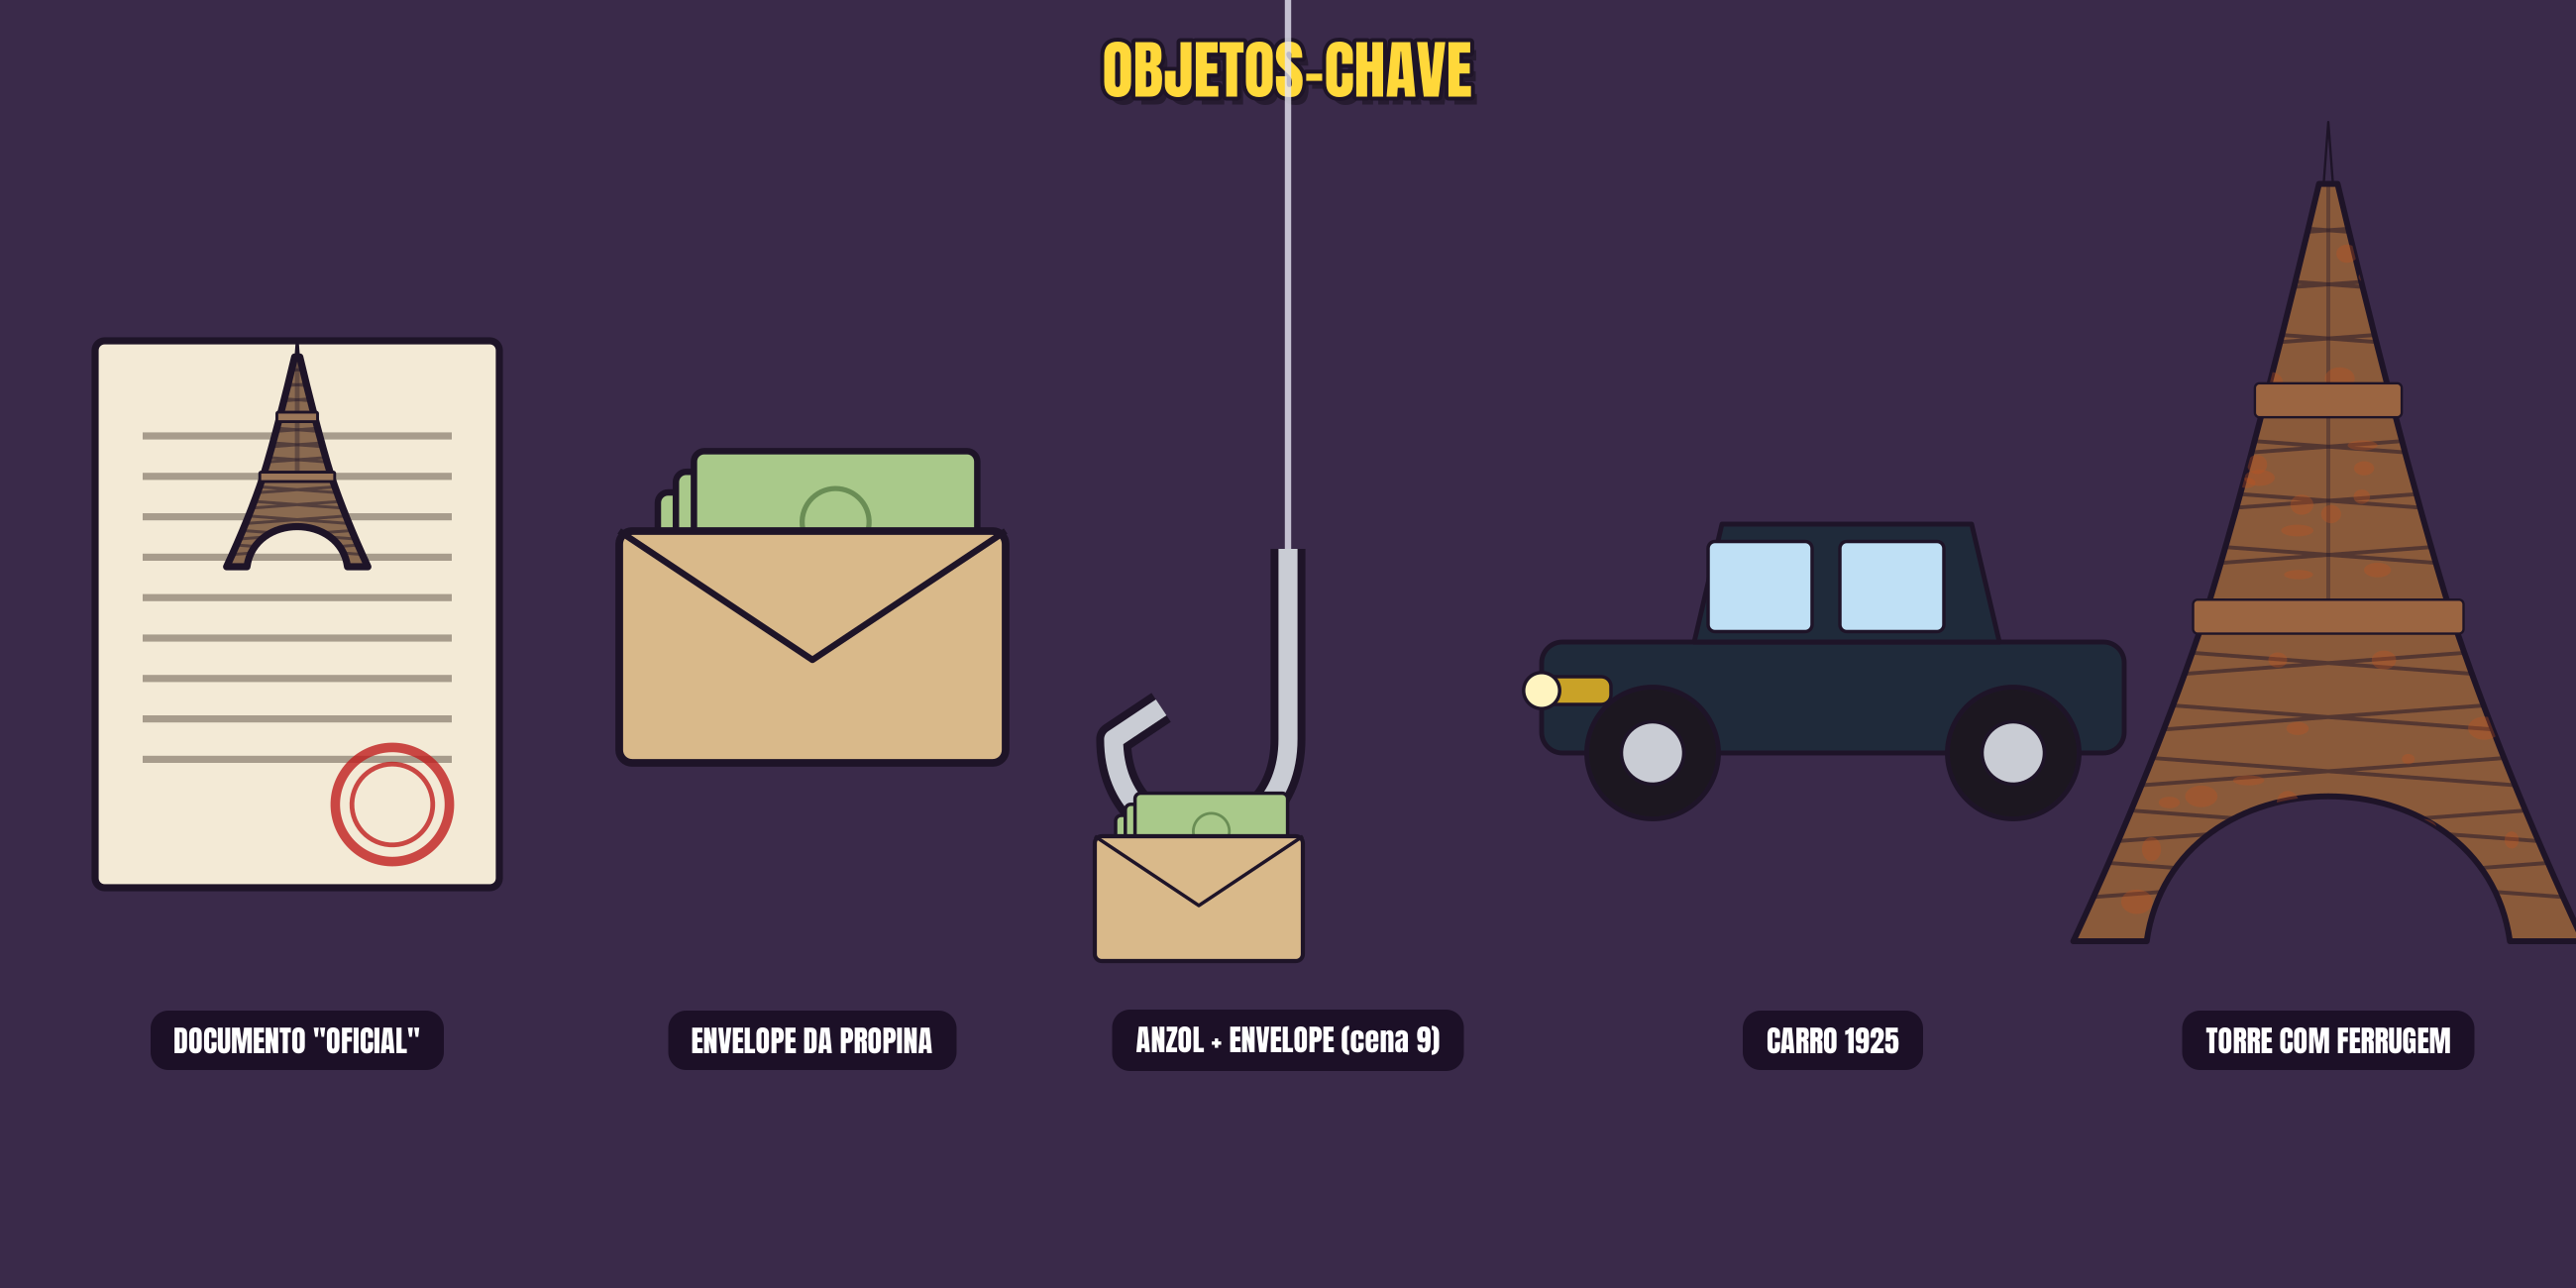 OBJETOS-CHAVE
DOCUMENTO "OFICIAL"
ENVELOPE DA PROPINA
ANZOL + ENVELOPE (cena 9)
CARRO 1925
TORRE COM FERRUGEM